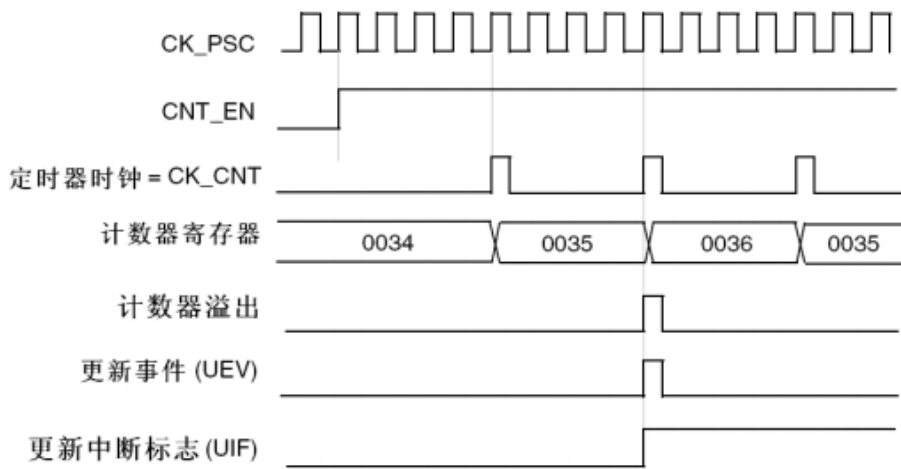 CK_PSC
CNT_EN
定时器时钟 = CK_CNT
计数器寄存器 0034 0035 0036 0035
计数器溢出
更新事件 (UEV)
更新中断标志 (UIF)